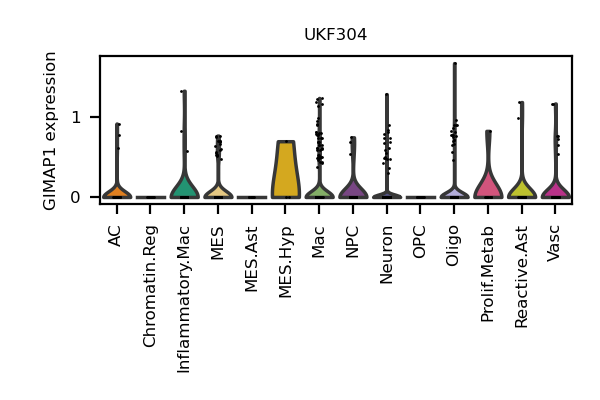 UKF304
GIMAP1 expression
1
0
AC
Chromatin.Reg
Inflammatory.Mac
MES
MES.Ast
MES.Hyp
Mac
NPC
Neuron
OPC
Oligo
Prolif.Metab
Reactive.Ast
Vasc